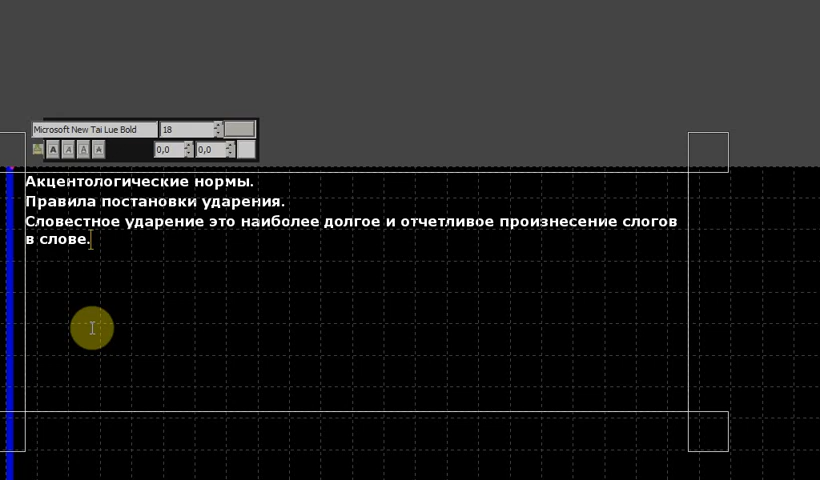 Microsoft New Tai Lue Bold 18
A A A A 0,0 0,0
Акцентологические нормы.
Правила постановки ударения.
Словестное ударение это наиболее долгое и отчетливое произнесение слогов
в слове.